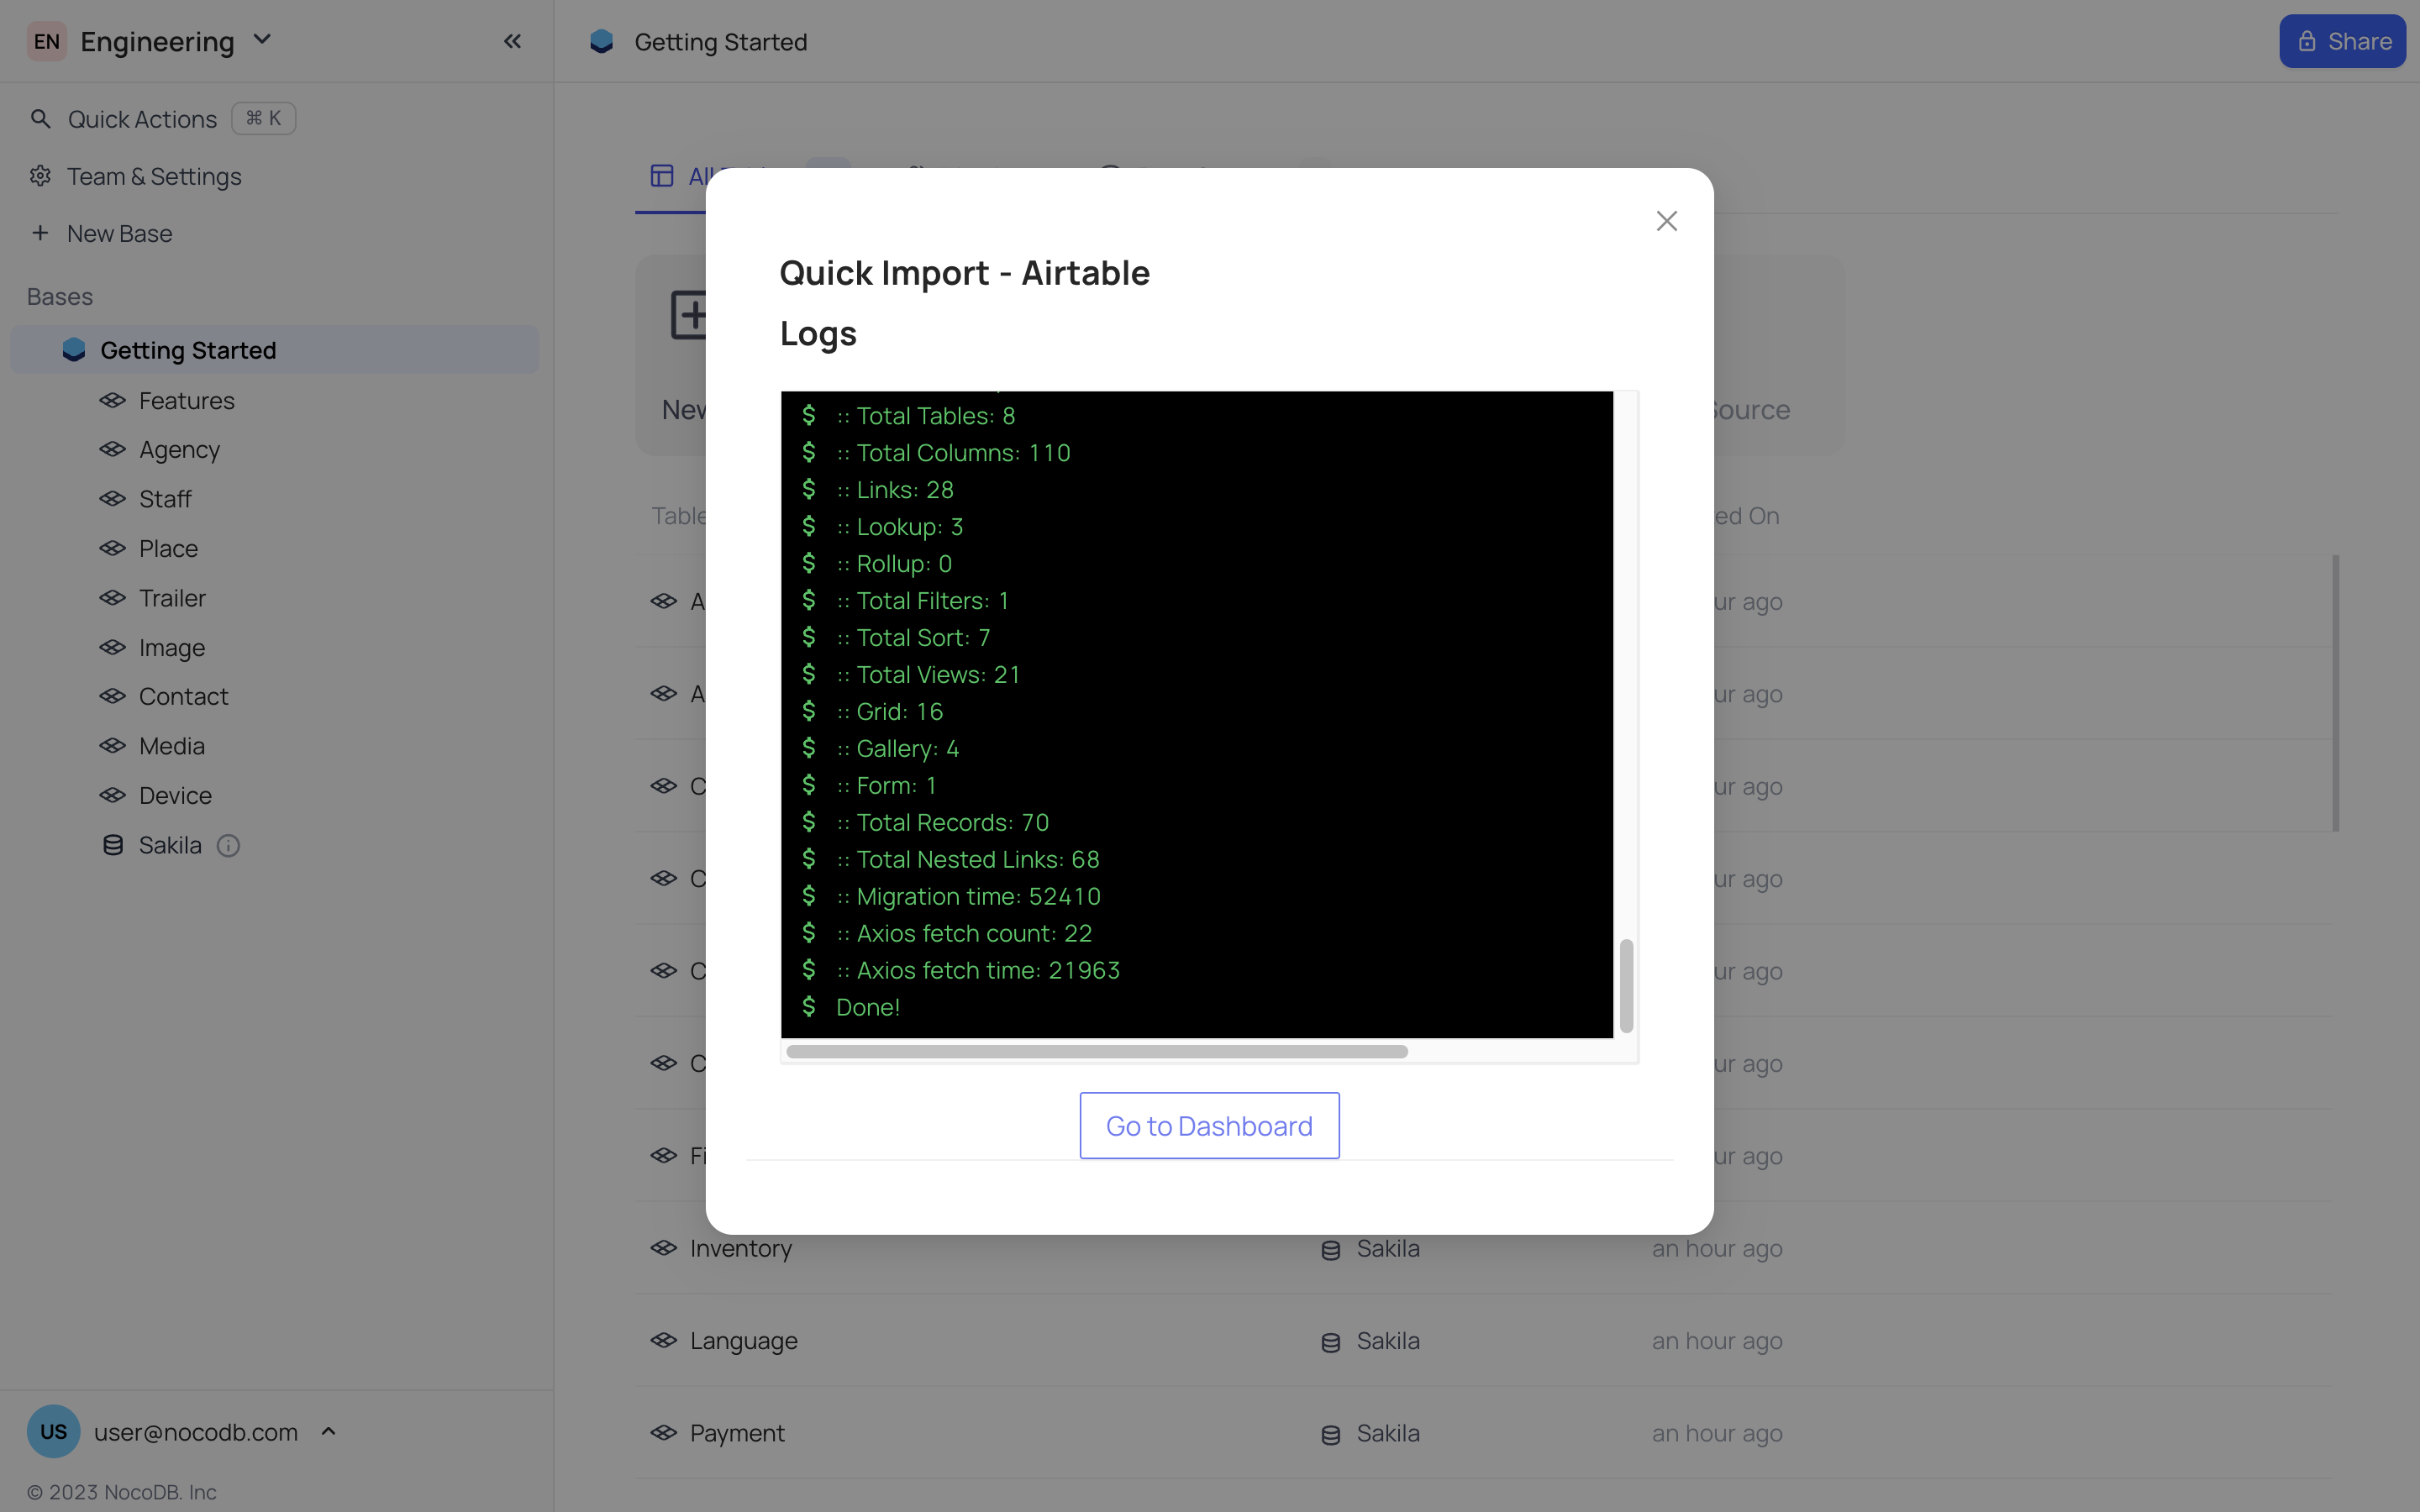 EN Engineering
Quick Actions ⌘ K
Team & Settings
New Base
Bases
Getting Started
Features
Agency
Staff
Place
Trailer
Image
Contact
Media
Device
Sakila
US user@nocodb.com
© 2023 NocoDB. Inc
Getting Started
Share
All
New
Source
Table
ed On
ur ago
ur ago
ur ago
ur ago
ur ago
ur ago
ur ago
Inventory Sakila an hour ago
Language Sakila an hour ago
Payment Sakila an hour ago
Quick Import - Airtable
Logs
$ :: Total Tables: 8
$ :: Total Columns: 110
$ :: Links: 28
$ :: Lookup: 3
$ :: Rollup: 0
$ :: Total Filters: 1
$ :: Total Sort: 7
$ :: Total Views: 21
$ :: Grid: 16
$ :: Gallery: 4
$ :: Form: 1
$ :: Total Records: 70
$ :: Total Nested Links: 68
$ :: Migration time: 52410
$ :: Axios fetch count: 22
$ :: Axios fetch time: 21963
$ Done!
Go to Dashboard